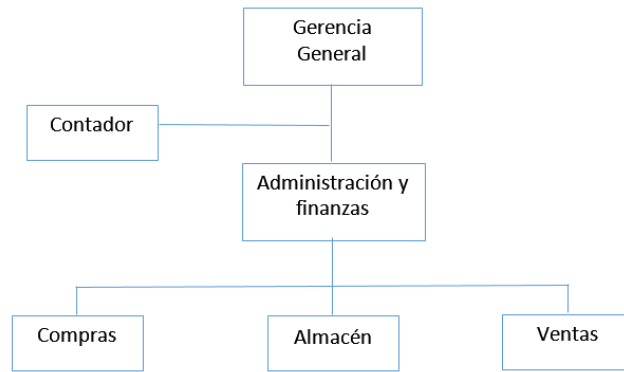 Gerencia
General
Contador
Administración y
finanzas
Compras
Almacén
Ventas